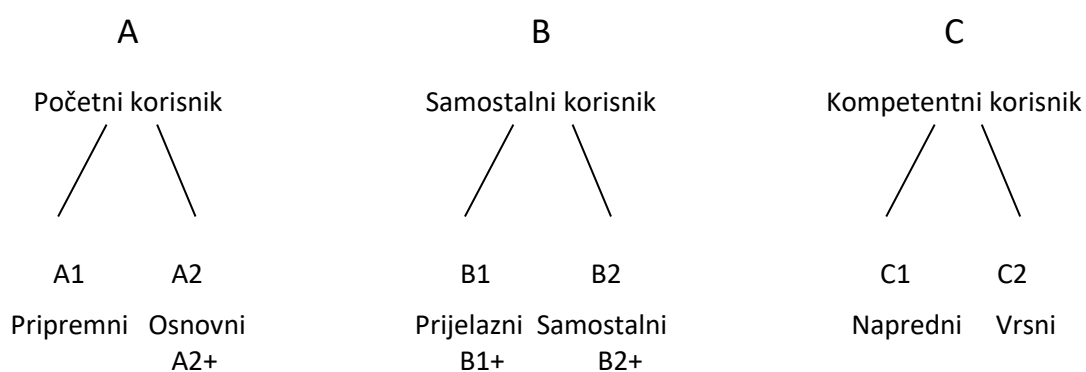 A B C
Početni korisnik Samostalni korisnik Kompetentni korisnik
A1 A2 B1 B2 C1 C2
Pripremni Osnovni Prijelazni Samostalni Napredni Vrsni
A2+ B1+ B2+